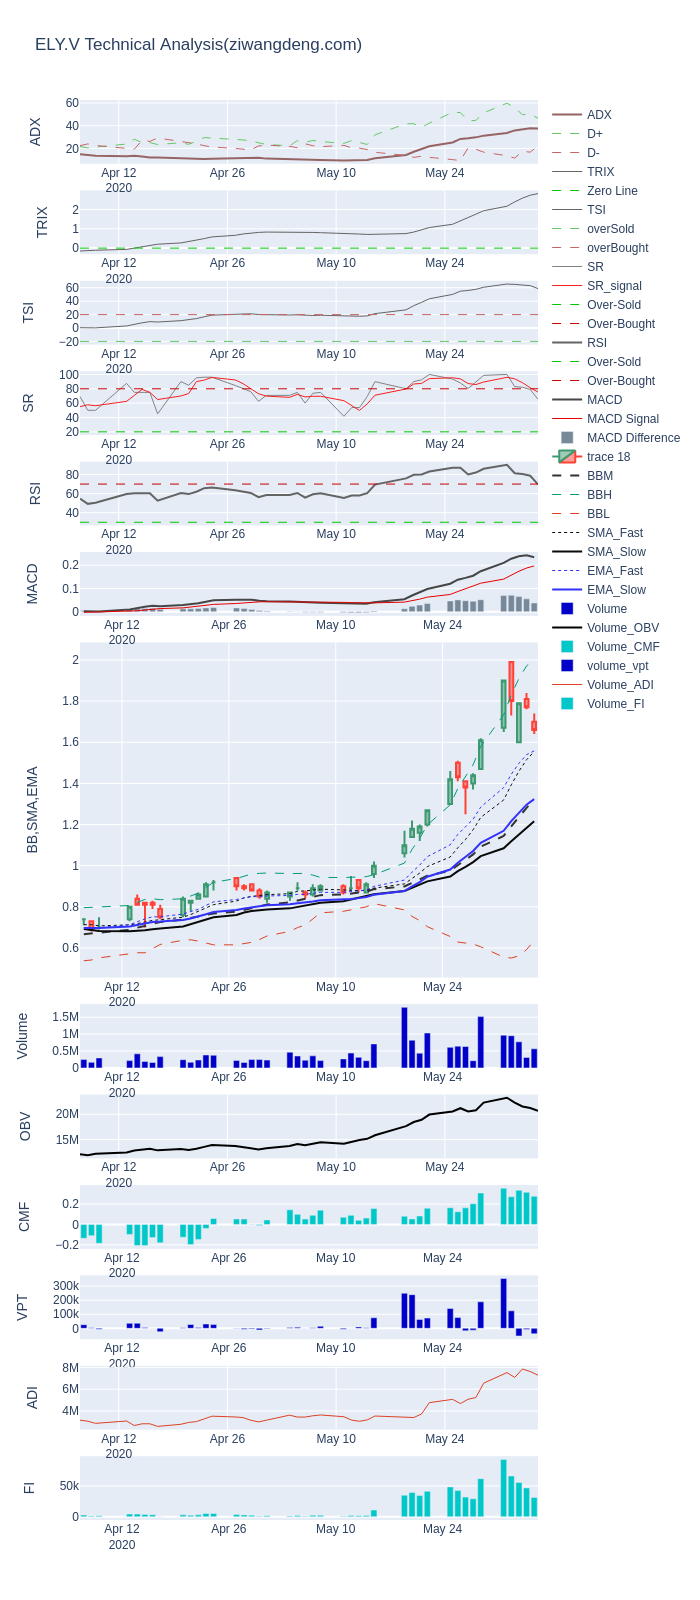 ELY.V Technical Analysis(ziwangdeng.com)
ADX
60
40
20
Apr 12
2020
Apr 26
May 10
May 24
TRIX
2
1
0
Apr 12
2020
Apr 26
May 10
May 24
TSI
60
40
20
0
−20
Apr 12
2020
Apr 26
May 10
May 24
SR
100
80
60
40
20
Apr 12
2020
Apr 26
May 10
May 24
RSI
80
60
40
Apr 12
2020
Apr 26
May 10
May 24
MACD
0.2
0.1
0
Apr 12
2020
Apr 26
May 10
May 24
BB,SMA,EMA
2
1.8
1.6
1.4
1.2
1
0.8
0.6
Apr 12
2020
Apr 26
May 10
May 24
Volume
1.5M
1M
0.5M
0
Apr 12
2020
Apr 26
May 10
May 24
OBV
20M
15M
Apr 12
2020
Apr 26
May 10
May 24
CMF
0.2
0
−0.2
Apr 12
2020
Apr 26
May 10
May 24
VPT
300k
200k
100k
0
Apr 12
2020
Apr 26
May 10
May 24
ADI
8M
6M
4M
Apr 12
2020
Apr 26
May 10
May 24
FI
50k
0
Apr 12
2020
Apr 26
May 10
May 24
ADX
D+
D-
TRIX
Zero Line
TSI
overSold
overBought
SR
SR_signal
Over-Sold
Over-Bought
RSI
Over-Sold
Over-Bought
MACD
MACD Signal
MACD Difference
trace 18
BBM
BBH
BBL
SMA_Fast
SMA_Slow
EMA_Fast
EMA_Slow
Volume
Volume_OBV
Volume_CMF
volume_vpt
Volume_ADI
Volume_FI